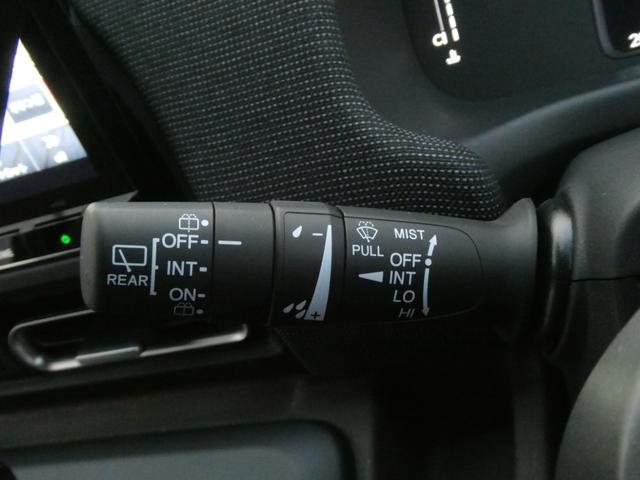 OFF
INT
REAR
ON
-
+
PULL
MIST
OFF
INT
LO
HI
C